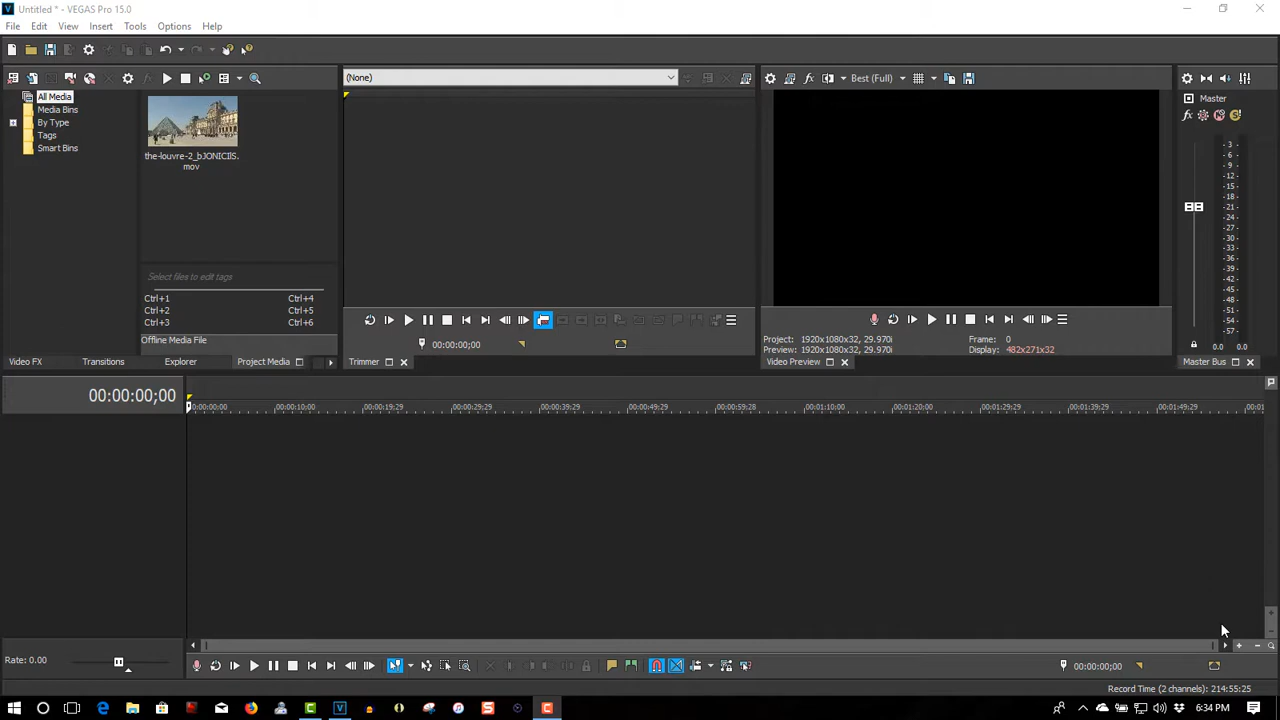 Untitled * - VEGAS Pro 15.0
File Edit View Insert Tools Options Help
(None)
Best (Full)
All Media
Media Bins
By Type
Tags
Smart Bins
the-louvre-2_bJONICIIS.
mov
Select files to edit tags
Ctrl+1 Ctrl+4
Ctrl+2 Ctrl+5
Ctrl+3 Ctrl+6
Offline Media File
Video FX Transitions Explorer Project Media
00:00:00;00
Trimmer
Project: 1920x1080x32, 29.970i Frame: 0
Preview: 1920x1080x32, 29.970i Display: 482x271x32
Video Preview
Master
- 3 -
- 6 -
- 9 -
- 12 -
- 15 -
- 18 -
- 21 -
- 24 -
- 27 -
- 30 -
- 33 -
- 36 -
- 39 -
- 42 -
- 45 -
- 48 -
- 51 -
- 54 -
- 57 -
0.0 0.0
Master Bus
00:00:00;00
00:00:00 00:00:10;00 00:00:19;29 00:00:29;29 00:00:39;29 00:00:49;29 00:00:59;28 00:01:10;00 00:01:20;00 00:01:29;29 00:01:39;29 00:01:49;29 00:01
Rate: 0.00
00:00:00;00
Record Time (2 channels): 214:55:25
6:34 PM